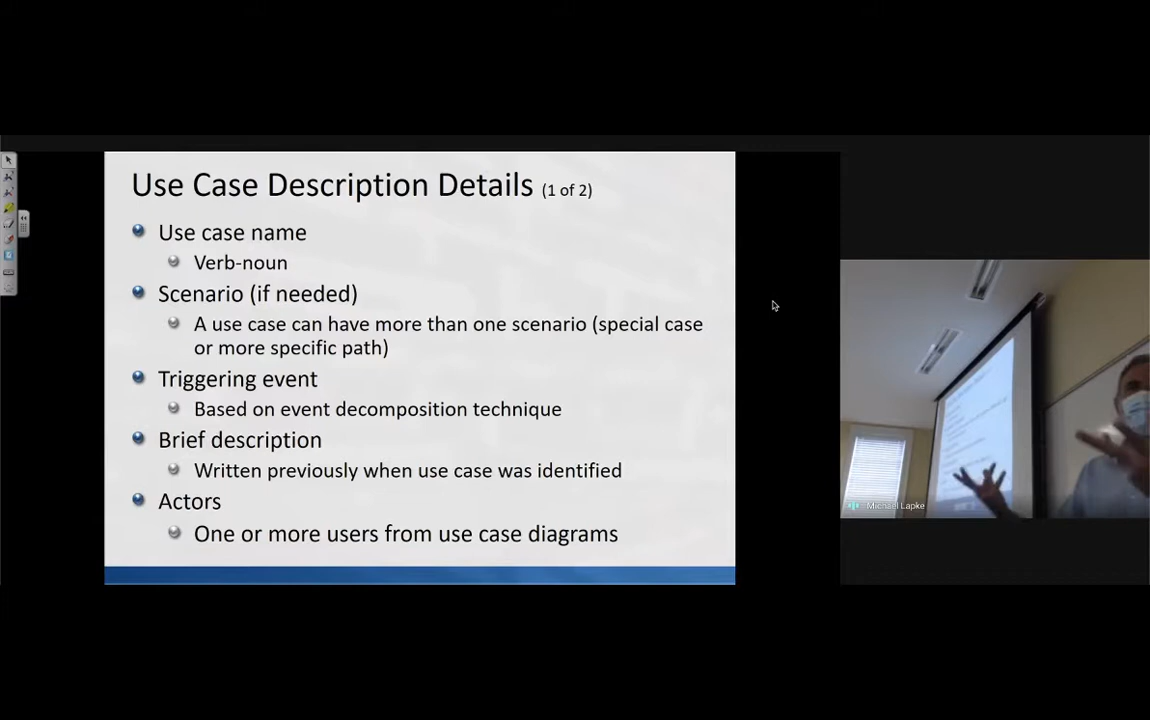 Use Case Description Details (1 of 2)
Use case name
Verb-noun
Scenario (if needed)
A use case can have more than one scenario (special case
or more specific path)
Triggering event
Based on event decomposition technique
Brief description
Written previously when use case was identified
Actors
One or more users from use case diagrams
Michael Lapke